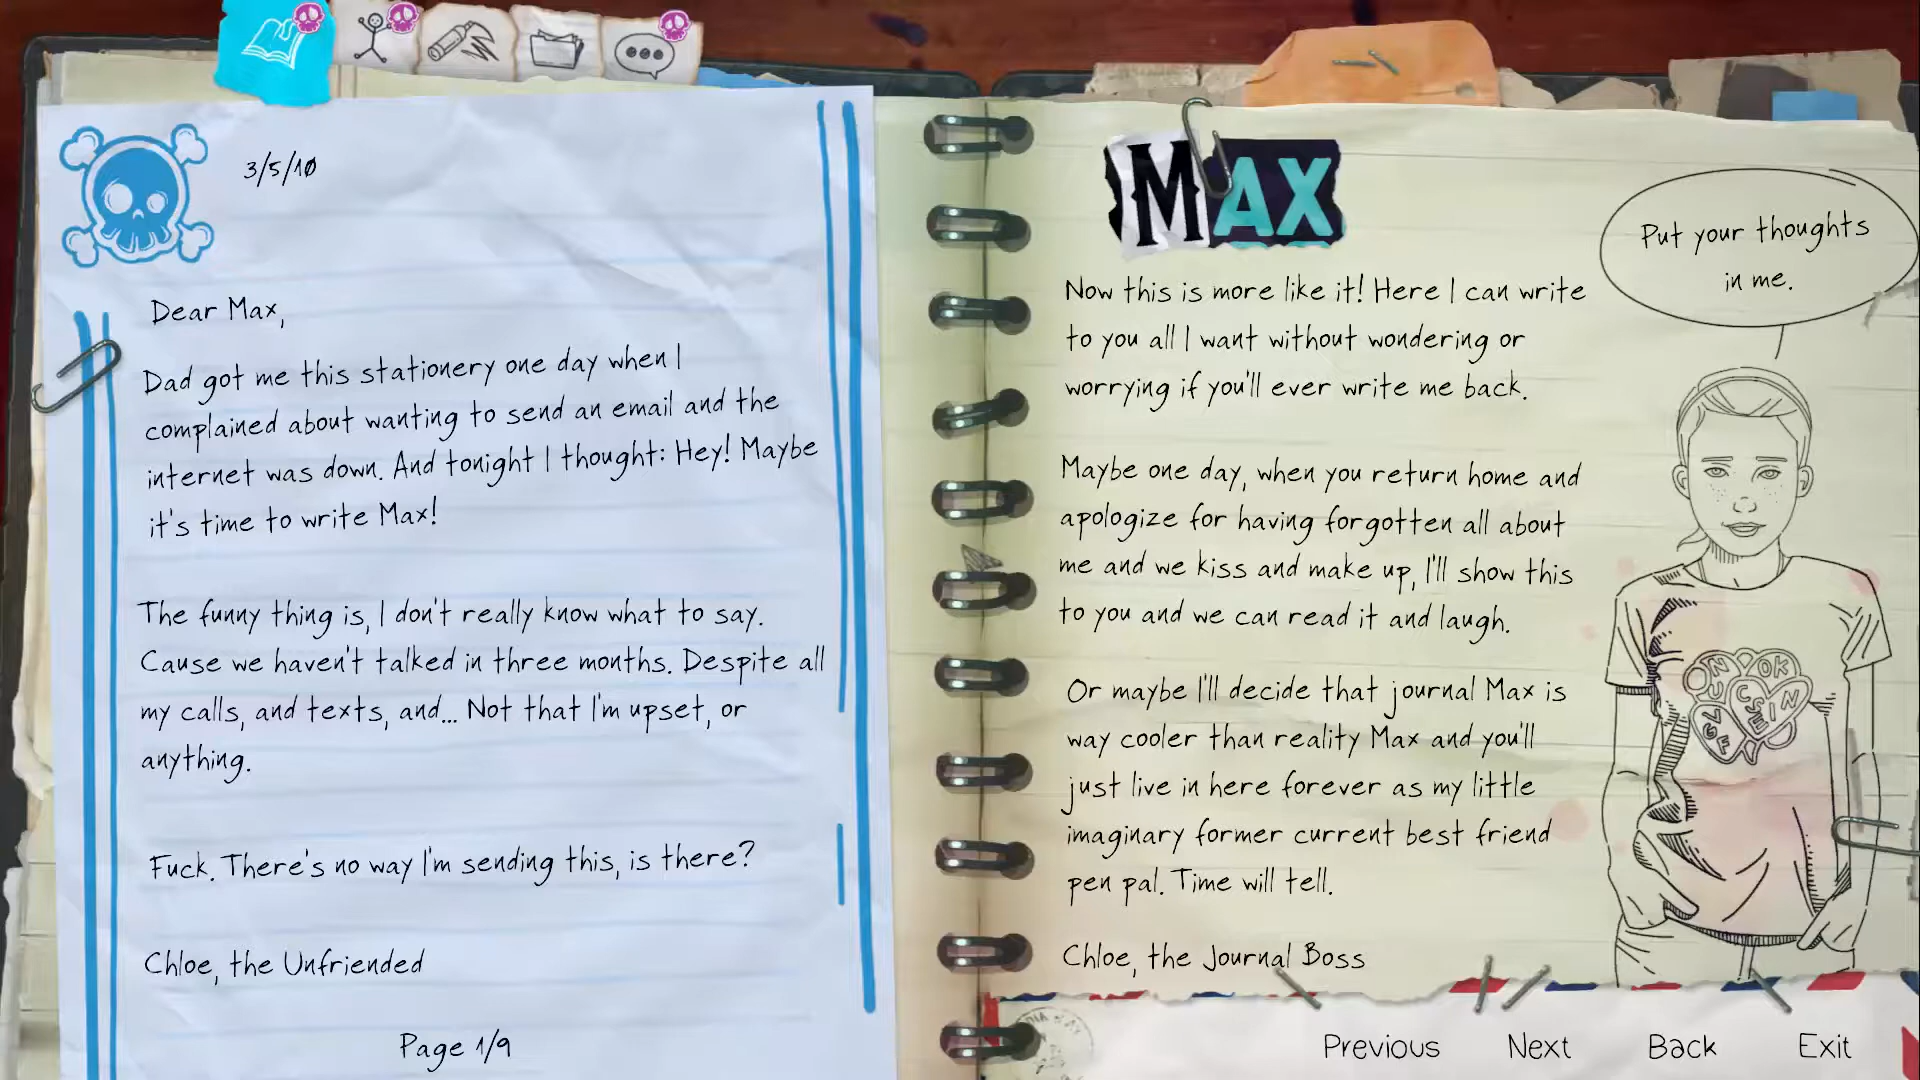 3/5/10
Dear Max,
Dad got me this stationery one day when I
complained about wanting to send an email and the
internet was down. And tonight I thought: Hey! Maybe
it's time to write Max!
The funny thing is, I don't really know what to say.
Cause we haven't talked in three months. Despite all
my calls, and texts, and... Not that I'm upset, or
anything.
Fuck. There's no way I'm sending this, is there?
Chloe, the Unfriended
Page 1/9
MAX
Now this is more like it! Here I can write
to you all I want without wondering or
worrying if you'll ever write me back.
Maybe one day, when you return home and
apologize for having forgotten all about
me and we kiss and make up, I'll show this
to you and we can read it and laugh.
Or maybe I'll decide that journal Max is
way cooler than reality Max and you'll
just live in here forever as my little
imaginary former current best friend
pen pal. Time will tell.
Chloe, the Journal Boss
Put your thoughts
in me.
Previous Next Back Exit